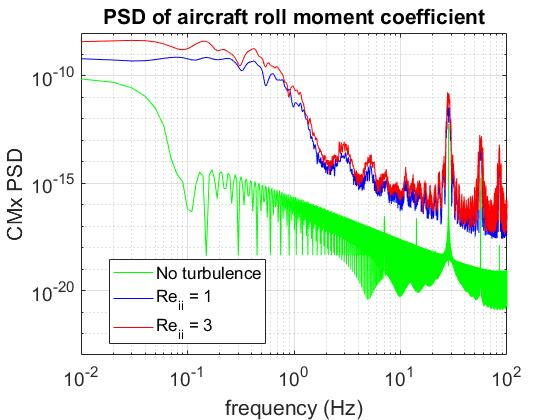 PSD of aircraft roll moment coefficient
CMx PSD
10^-10
10^-15
10^-20
No turbulence
Re_ii = 1
Re_ii = 3
10^-2
10^-1
10^0
10^1
10^2
frequency (Hz)